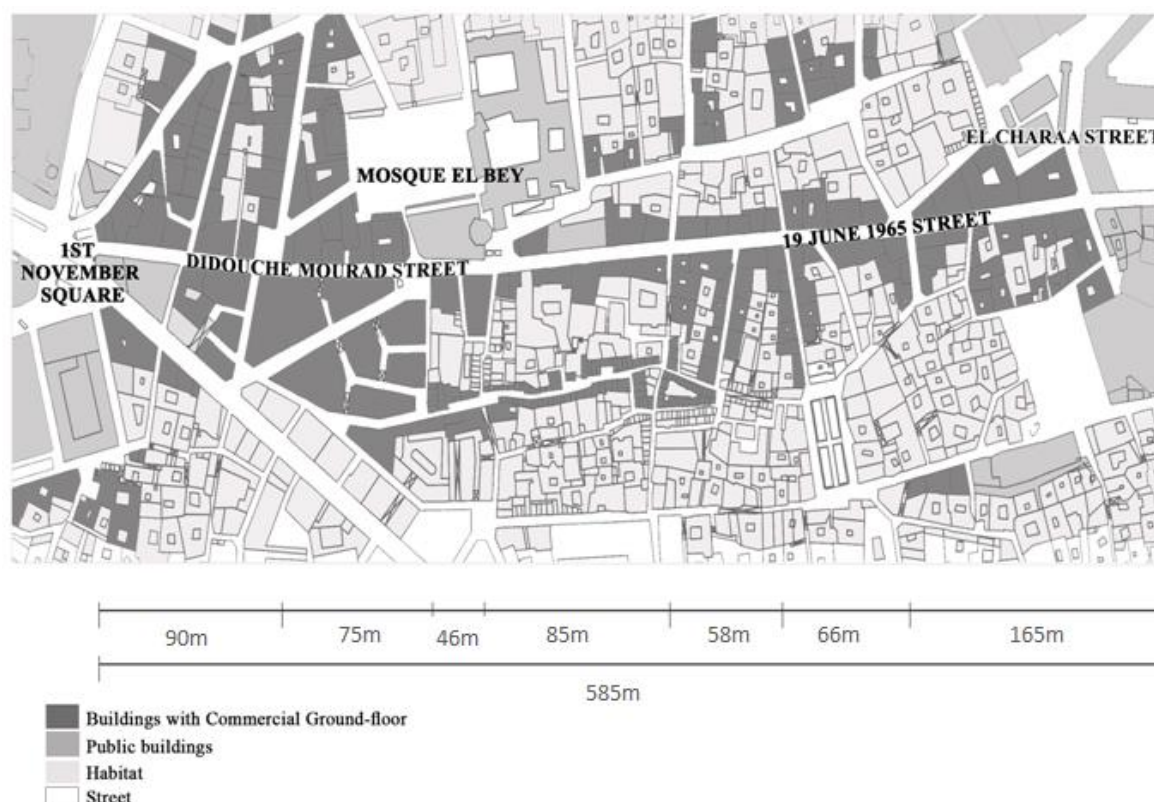 EL CHARAA STREET
MOSQUE EL BEY
19 JUNE 1965 STREET
1ST
NOVEMBER
SQUARE
DIDOUCHE MOURAD STREET
90m
75m
46m
85m
58m
66m
165m
585m
Buildings with Commercial Ground-floor
Public buildings
Habitat
Street